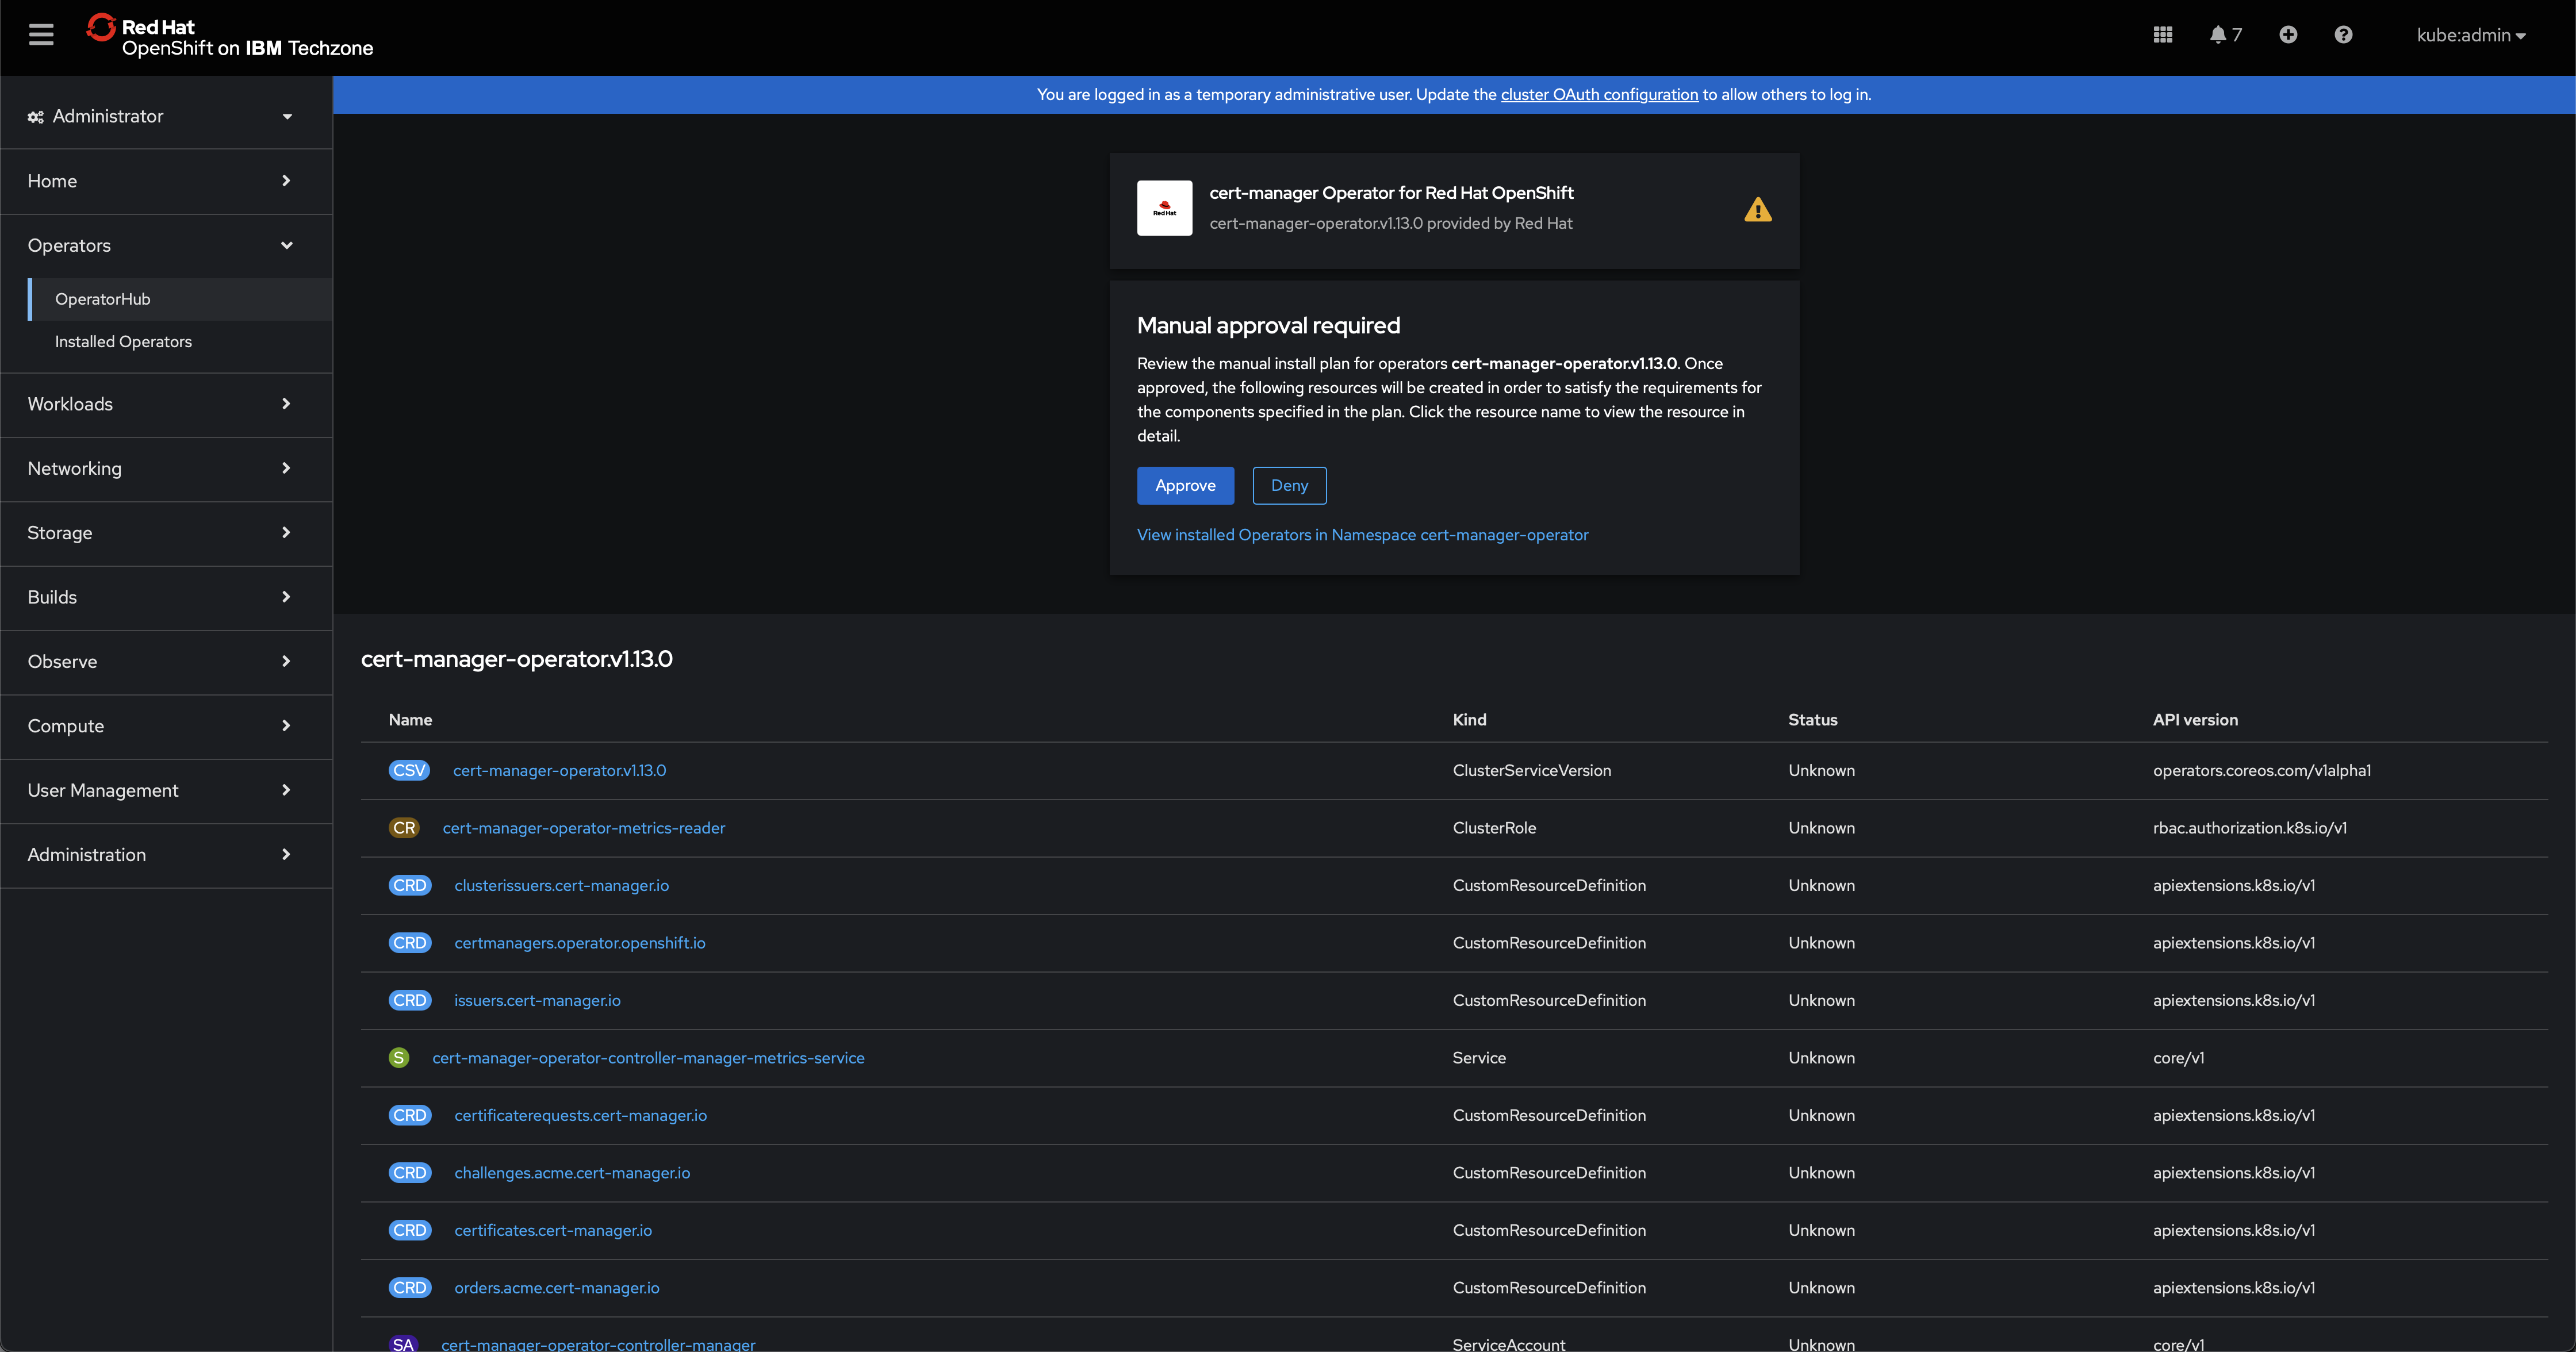 Red Hat
OpenShift on IBM Techzone
7
kube:admin
Administrator
Home
Operators
OperatorHub
Installed Operators
Workloads
Networking
Storage
Builds
Observe
Compute
User Management
Administration
You are logged in as a temporary administrative user. Update the cluster OAuth configuration to allow others to log in.
Red Hat
cert-manager Operator for Red Hat OpenShift
cert-manager-operator.v1.13.0 provided by Red Hat
Manual approval required
Review the manual install plan for operators cert-manager-operator.v1.13.0. Once
approved, the following resources will be created in order to satisfy the requirements for
the components specified in the plan. Click the resource name to view the resource in
detail.
Approve Deny
View installed Operators in Namespace cert-manager-operator
cert-manager-operator.v1.13.0
Name Kind Status API version
CSV cert-manager-operator.v1.13.0 ClusterServiceVersion Unknown operators.coreos.com/v1alpha1
CR cert-manager-operator-metrics-reader ClusterRole Unknown rbac.authorization.k8s.io/v1
CRD clusterissuers.cert-manager.io CustomResourceDefinition Unknown apiextensions.k8s.io/v1
CRD certmanagers.operator.openshift.io CustomResourceDefinition Unknown apiextensions.k8s.io/v1
CRD issuers.cert-manager.io CustomResourceDefinition Unknown apiextensions.k8s.io/v1
S cert-manager-operator-controller-manager-metrics-service Service Unknown core/v1
CRD certificaterequests.cert-manager.io CustomResourceDefinition Unknown apiextensions.k8s.io/v1
CRD challenges.acme.cert-manager.io CustomResourceDefinition Unknown apiextensions.k8s.io/v1
CRD certificates.cert-manager.io CustomResourceDefinition Unknown apiextensions.k8s.io/v1
CRD orders.acme.cert-manager.io CustomResourceDefinition Unknown apiextensions.k8s.io/v1
SA cert-manager-operator-controller-manager ServiceAccount Unknown core/v1